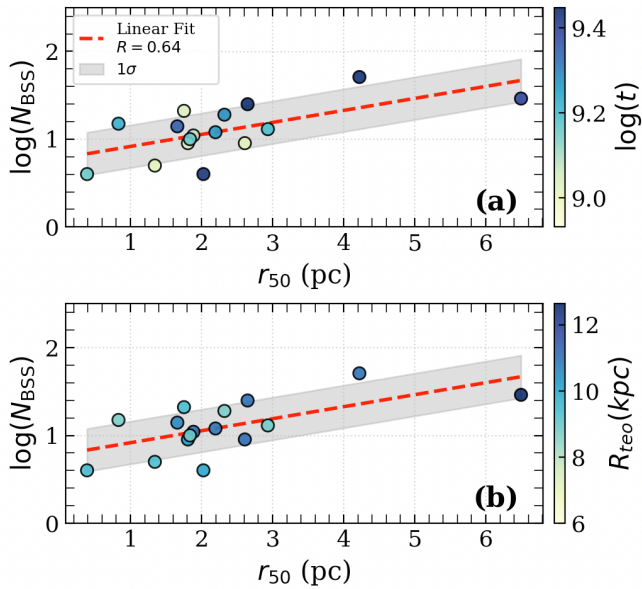 Linear Fit
R = 0.64
1σ
2
1
0
log(N_BSS)
1 2 3 4 5 6
r_50 (pc)
(a)
9.4
9.2
9.0
log(t)
2
1
0
log(N_BSS)
1 2 3 4 5 6
r_50 (pc)
(b)
12
10
8
6
R_teo(kpc)